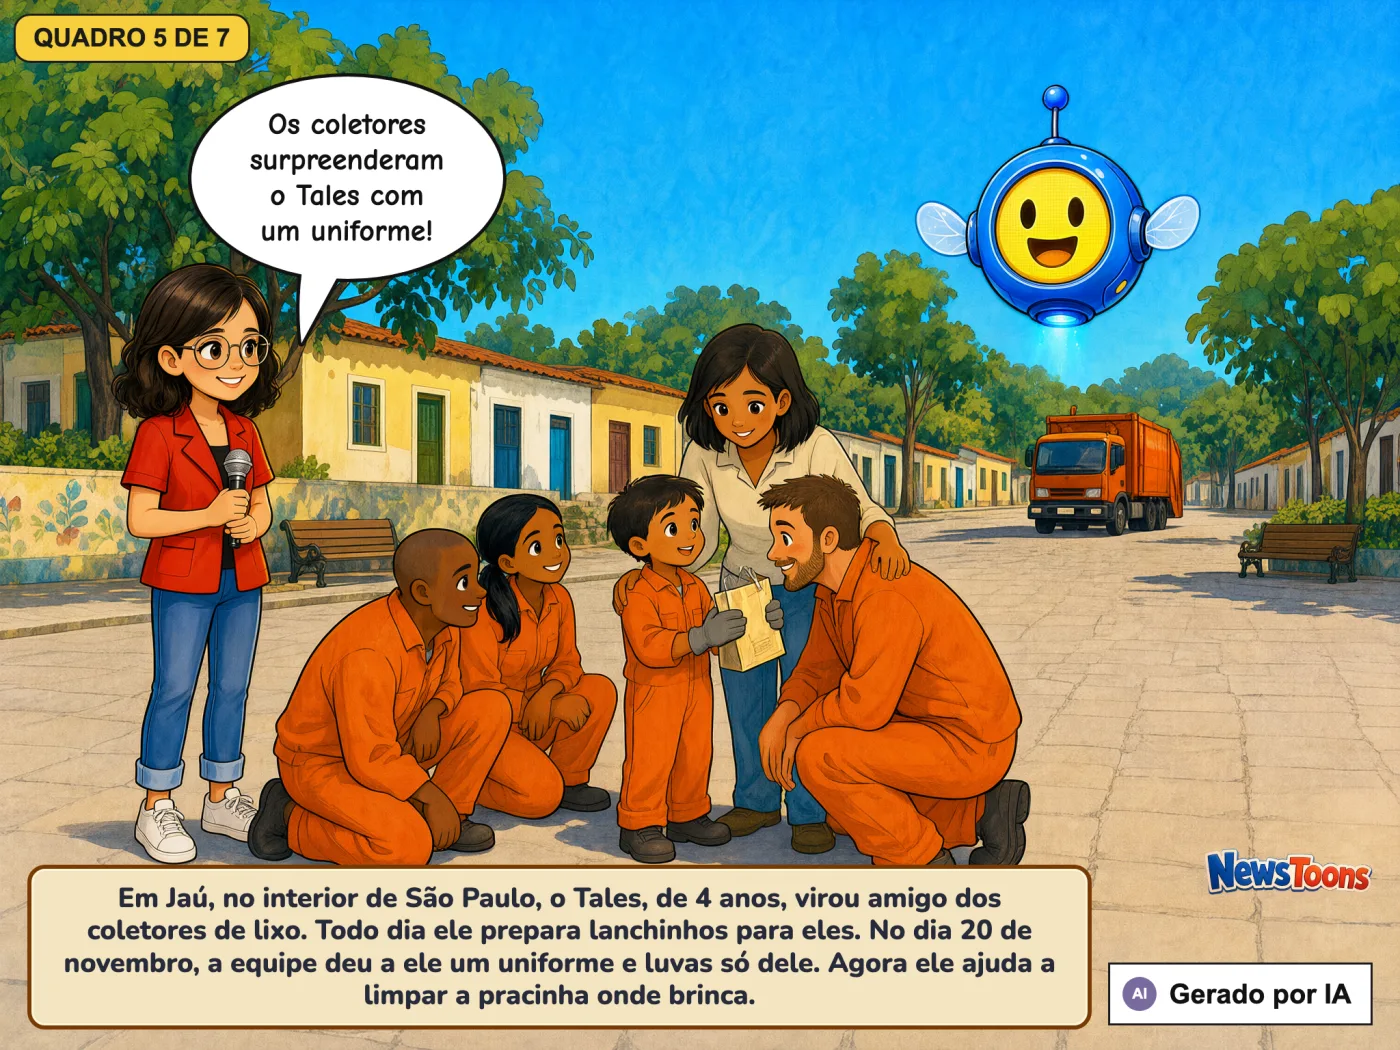 QUADRO 5 DE 7
Os coletores
surpreenderam
o Tales com
um uniforme!
Em Jaú, no interior de São Paulo, o Tales, de 4 anos, virou amigo dos
coletores de lixo. Todo dia ele prepara lanchinhos para eles. No dia 20 de
novembro, a equipe deu a ele um uniforme e luvas só dele. Agora ele ajuda a
limpar a pracinha onde brinca.
NewsToons
AI Gerado por IA